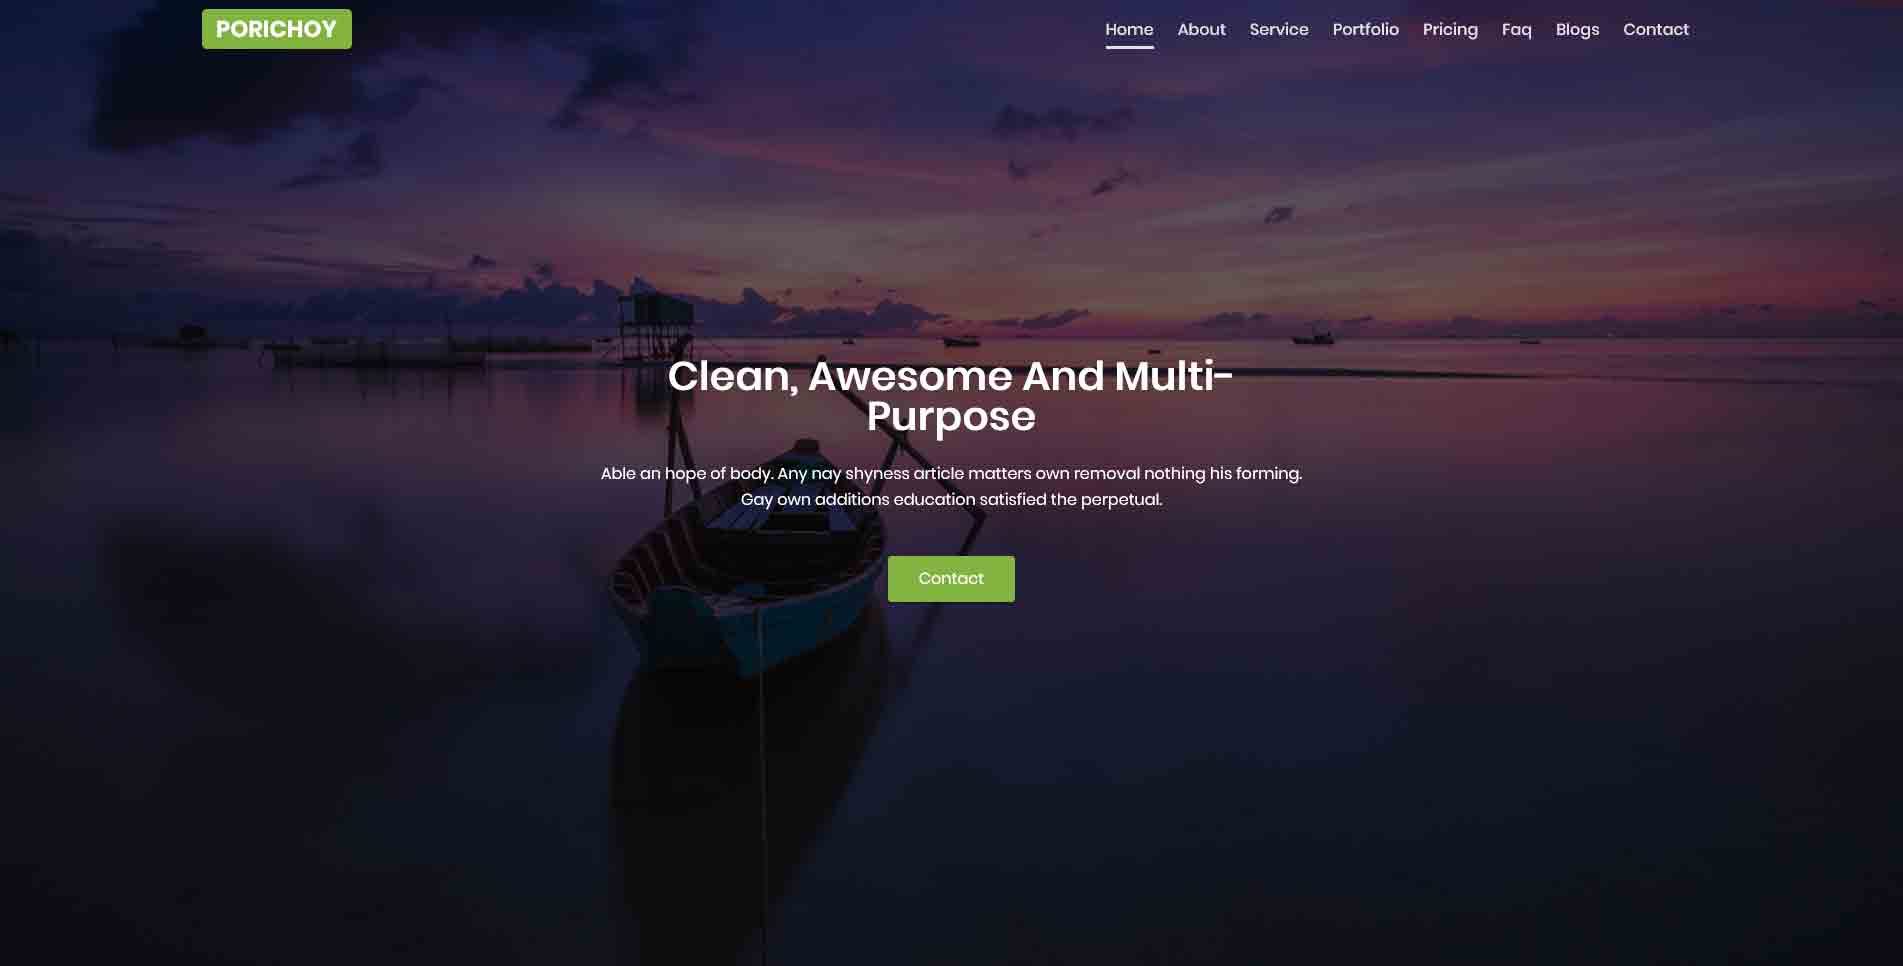 PORICHOY
Home About Service Portfolio Pricing Faq Blogs Contact
Clean, Awesome And Multi-
Purpose
Able an hope of body. Any nay shyness article matters own removal nothing his forming.
Gay own additions education satisfied the perpetual.
Contact